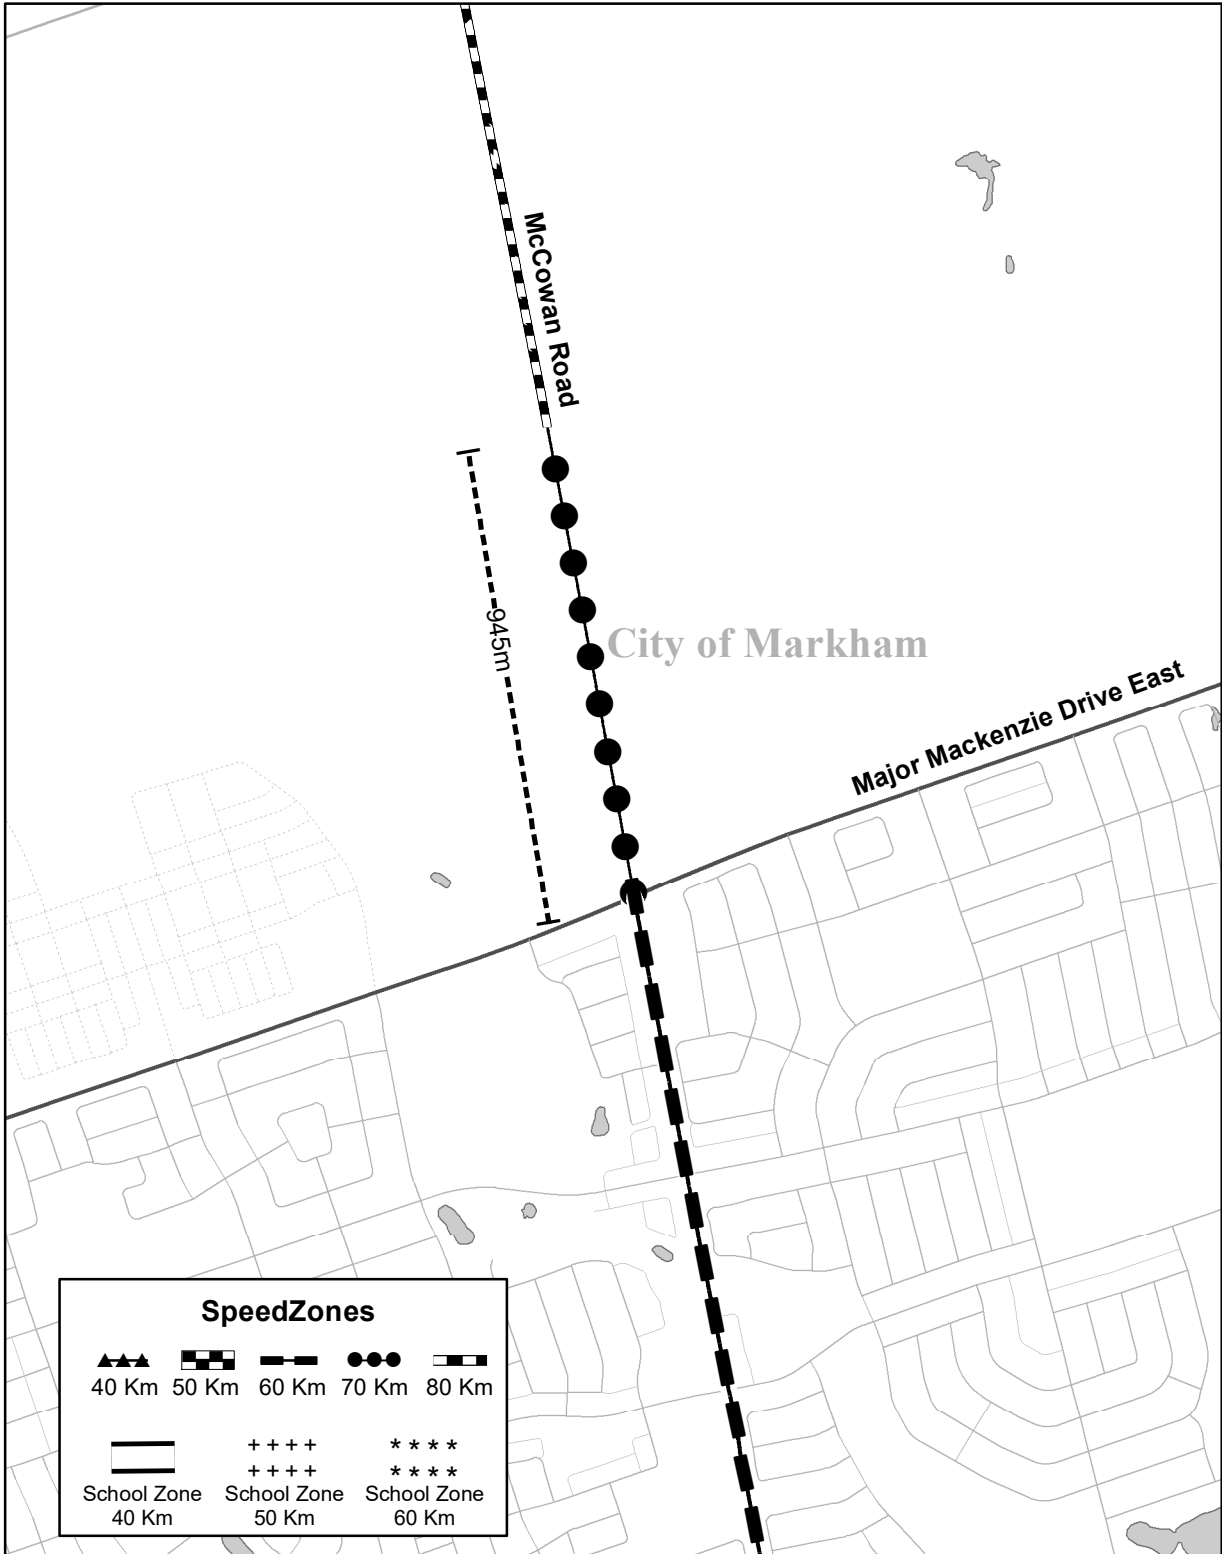 McCowan Road
945m
City of Markham
Major Mackenzie Drive East
SpeedZones
40 Km 50 Km 60 Km 70 Km 80 Km
School Zone School Zone School Zone
40 Km 50 Km 60 Km